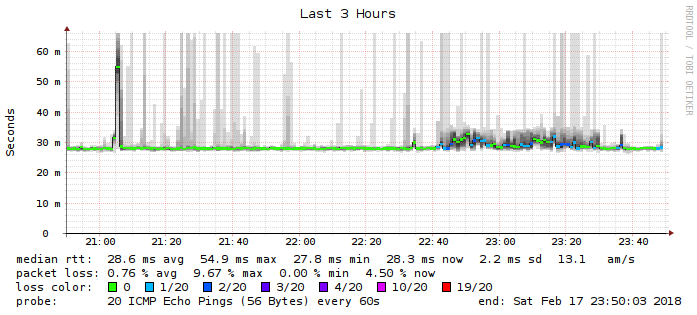 Last 3 Hours
RRDTOOL / TOBI OETIKER
Seconds
60 m
50 m
40 m
30 m
20 m
10 m
0
21:00 21:20 21:40 22:00 22:20 22:40 23:00 23:20 23:40
median rtt: 28.6 ms avg 54.9 ms max 27.8 ms min 28.3 ms now 2.2 ms sd 13.1 am/s
packet loss: 0.76 % avg 9.67 % max 0.00 % min 4.50 % now
loss color: 0 1/20 2/20 3/20 4/20 10/20 19/20
probe: 20 ICMP Echo Pings (56 Bytes) every 60s end: Sat Feb 17 23:50:03 2018